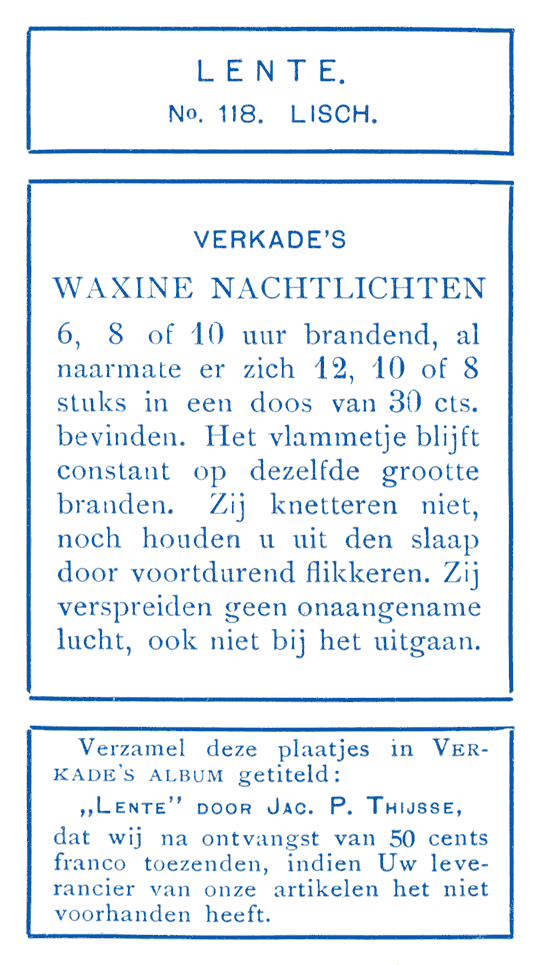 LENTE.
No. 118. LISCH.
VERKADE'S
WAXINE NACHTLICHTEN
6, 8 of 10 uur brandend, al
naarmate er zich 12, 10 of 8
stuks in een doos van 30 cts.
bevinden. Het vlammetje blijft
constant op dezelfde grootte
branden. Zij knetteren niet,
noch houden u uit den slaap
door voortdurend flikkeren. Zij
verspreiden geen onaangename
lucht, ook niet bij het uitgaan.
Verzamel deze plaatjes in VER-
KADE'S ALBUM getiteld:
„LENTE” DOOR JAC. P. THIJSSE,
dat wij na ontvangst van 50 cents
franco toezenden, indien Uw leve-
rancier van onze artikelen het niet
voorhanden heeft.